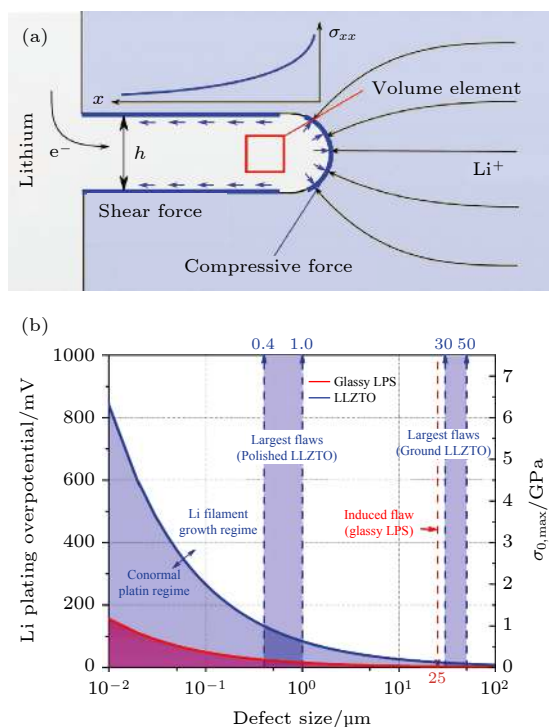 (a)
σxx
x
Volume element
Lithium
e−
h
Li+
Shear force
Compressive force
(b)
0.4 1.0 30 50
1000
800
600
400
200
0
Li plating overpotential/mV
Glassy LPS
LLZTO
Largest flaws
(Polished LLZTO)
Largest flaws
(Ground LLZTO)
Li filament
growth regime
Induced flaw
(glassy LPS)
Conormal
platin regime
7
6
5
4
3
2
1
0
σ0,max/GPa
25
10−2 10−1 100 101 102
Defect size/μm